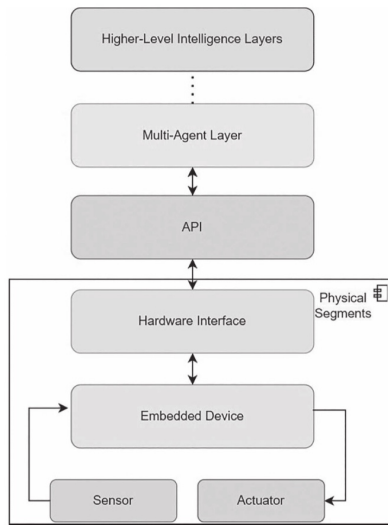 Higher-Level Intelligence Layers
Multi-Agent Layer
API
Physical
Segments
Hardware Interface
Embedded Device
Sensor
Actuator